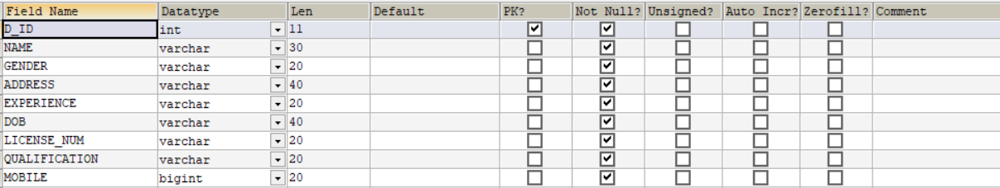 Field Name Datatype Len Default PK? Not Null? Unsigned? Auto Incr? Zerofill? Comment
D_ID int 11
NAME varchar 30
GENDER varchar 20
ADDRESS varchar 40
EXPERIENCE varchar 20
DOB varchar 40
LICENSE_NUM varchar 20
QUALIFICATION varchar 20
MOBILE bigint 20